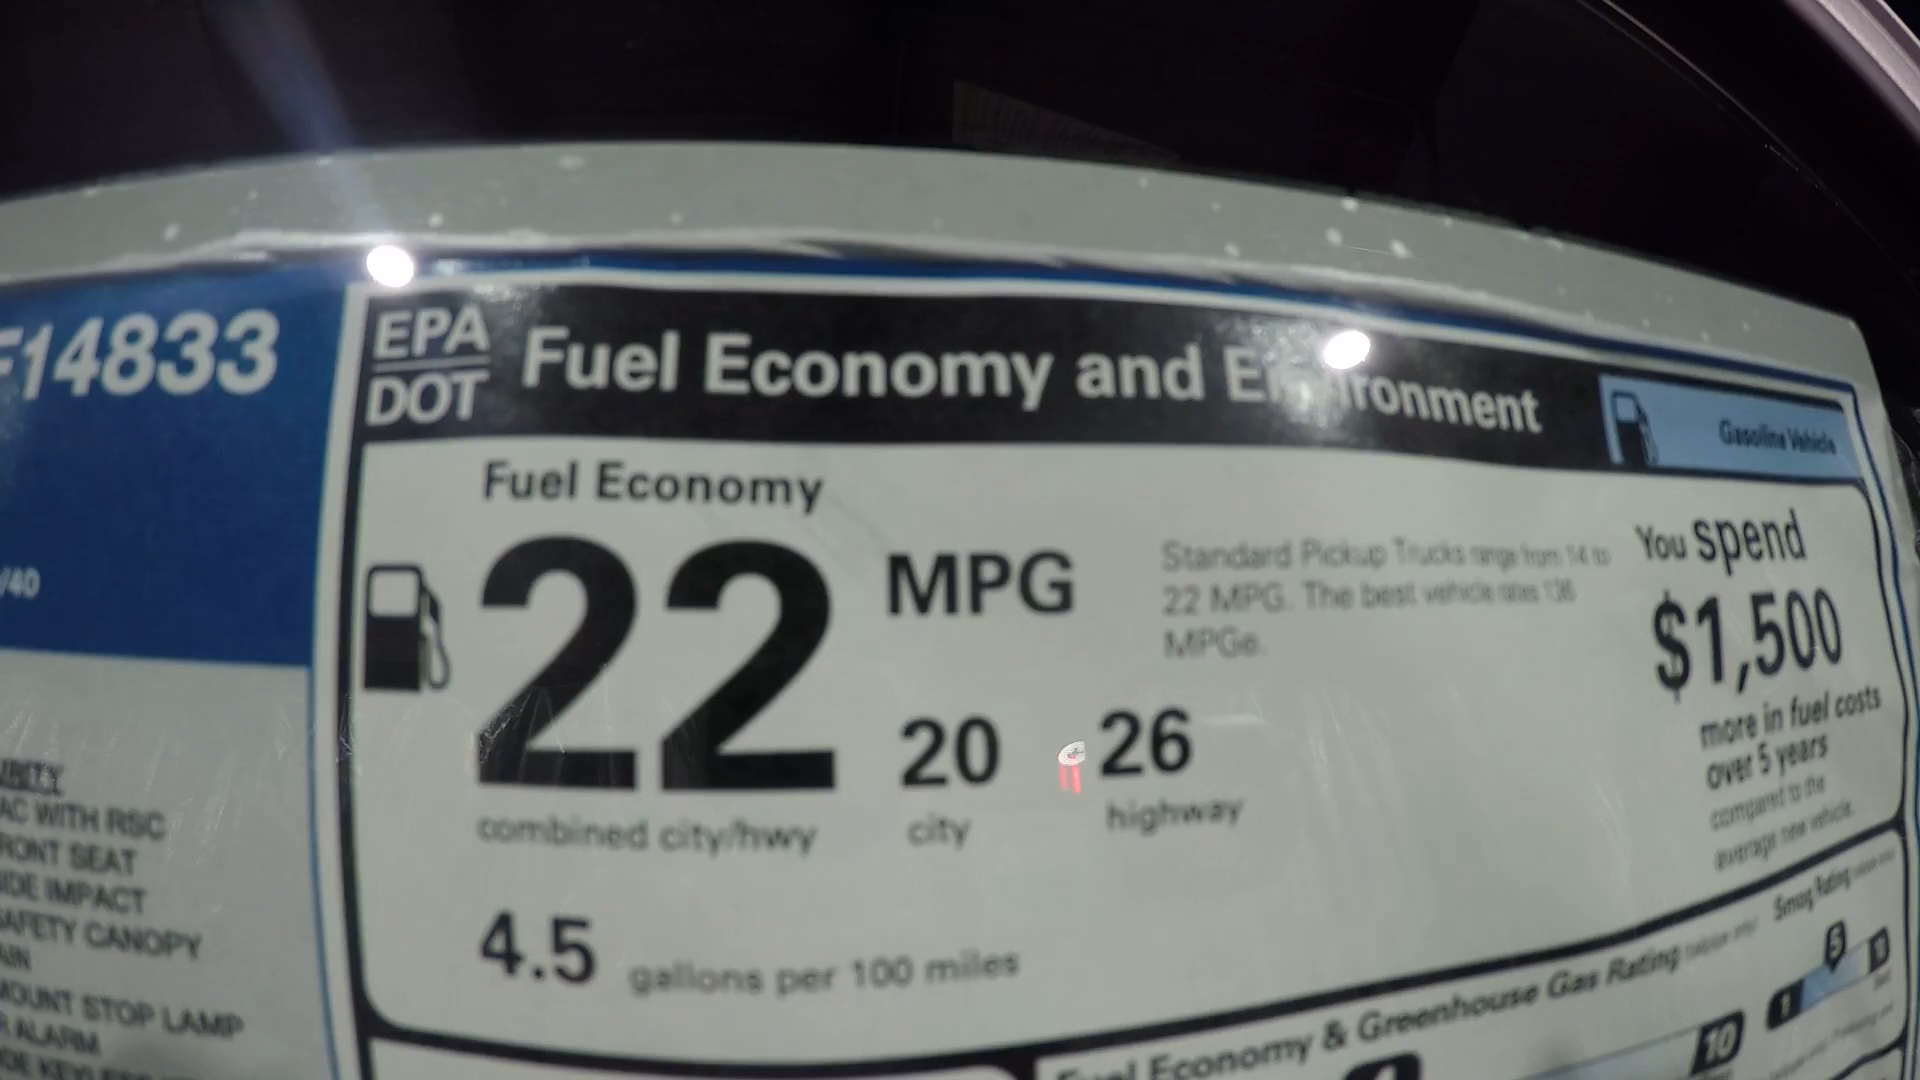 F14833
/40
EPA
DOT
Fuel Economy and Environment
Gasoline Vehicle
Fuel Economy
22 MPG
combined city/hwy
20
city
26
highway
4.5 gallons per 100 miles
Standard Pickup Trucks range from 14 to
22 MPG. The best vehicle rates 136
MPGe.
You spend
$1,500
more in fuel costs
over 5 years
compared to the
average new vehicle.
Fuel Economy & Greenhouse Gas Rating
10
Smog Rating
5
1
AC WITH RSC
RONT SEAT
IDE IMPACT
SAFETY CANOPY
AIN
MOUNT STOP LAMP
R ALARM